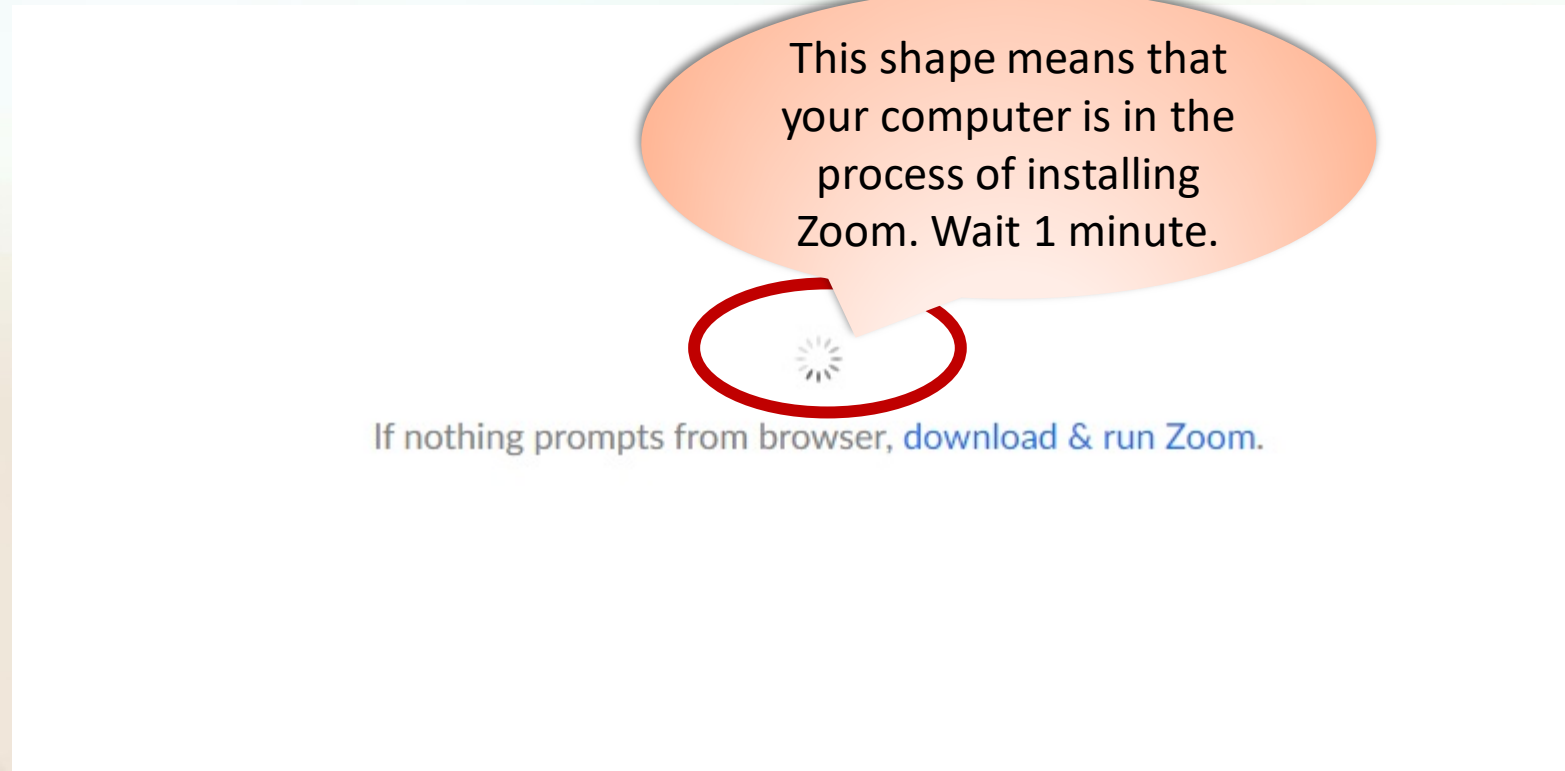 This shape means that
your computer is in the
process of installing
Zoom. Wait 1 minute.
If nothing prompts from browser, download & run Zoom.